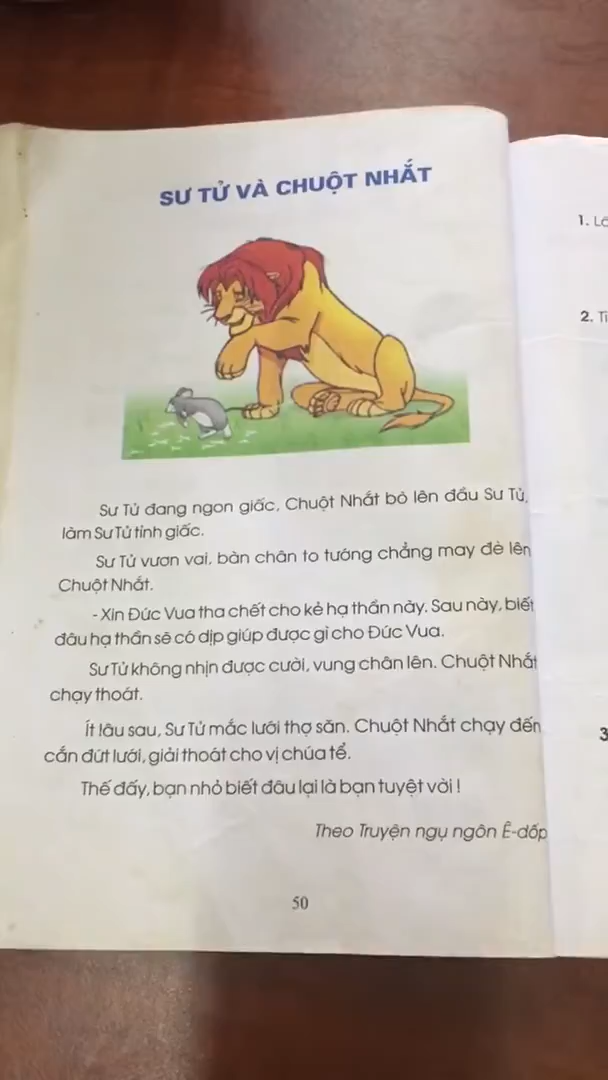 SƯ TỬ VÀ CHUỘT NHẮT
Sư Tử đang ngon giấc, Chuột Nhắt bò lên đầu Sư Tử,
làm Sư Tử tỉnh giấc.
Sư Tử vươn vai, bàn chân to tướng chẳng may đè lên
Chuột Nhắt.
- Xin Đức Vua tha chết cho kẻ hạ thần này. Sau này, biết
đâu hạ thần sẽ có dịp giúp được gì cho Đức Vua.
Sư Tử không nhịn được cười, vung chân lên. Chuột Nhắt
chạy thoát.
Ít lâu sau, Sư Tử mắc lưới thợ săn. Chuột Nhắt chạy đến
cắn đứt lưới, giải thoát cho vị chúa tể.
Thế đấy, bạn nhỏ biết đâu lại là bạn tuyệt vời !
Theo Truyện ngụ ngôn Ê-dốp
50
1.
2.
3